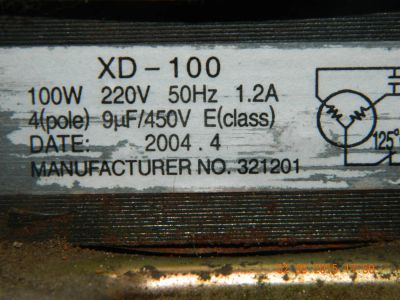 XD-100
100W 220V 50Hz 1.2A
4(pole) 9µF/450V E(class)
125°
DATE: 2004.4
MANUFACTURER NO. 321201